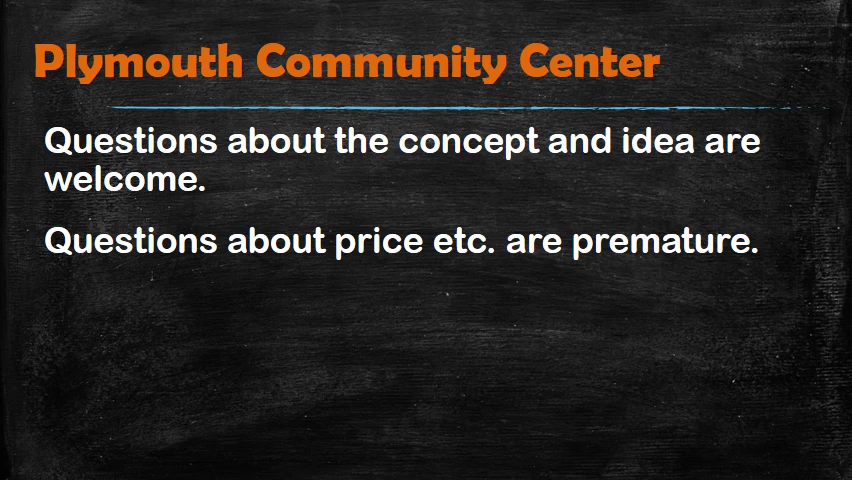 Plymouth Community Center
Questions about the concept and idea are
welcome.
Questions about price etc. are premature.